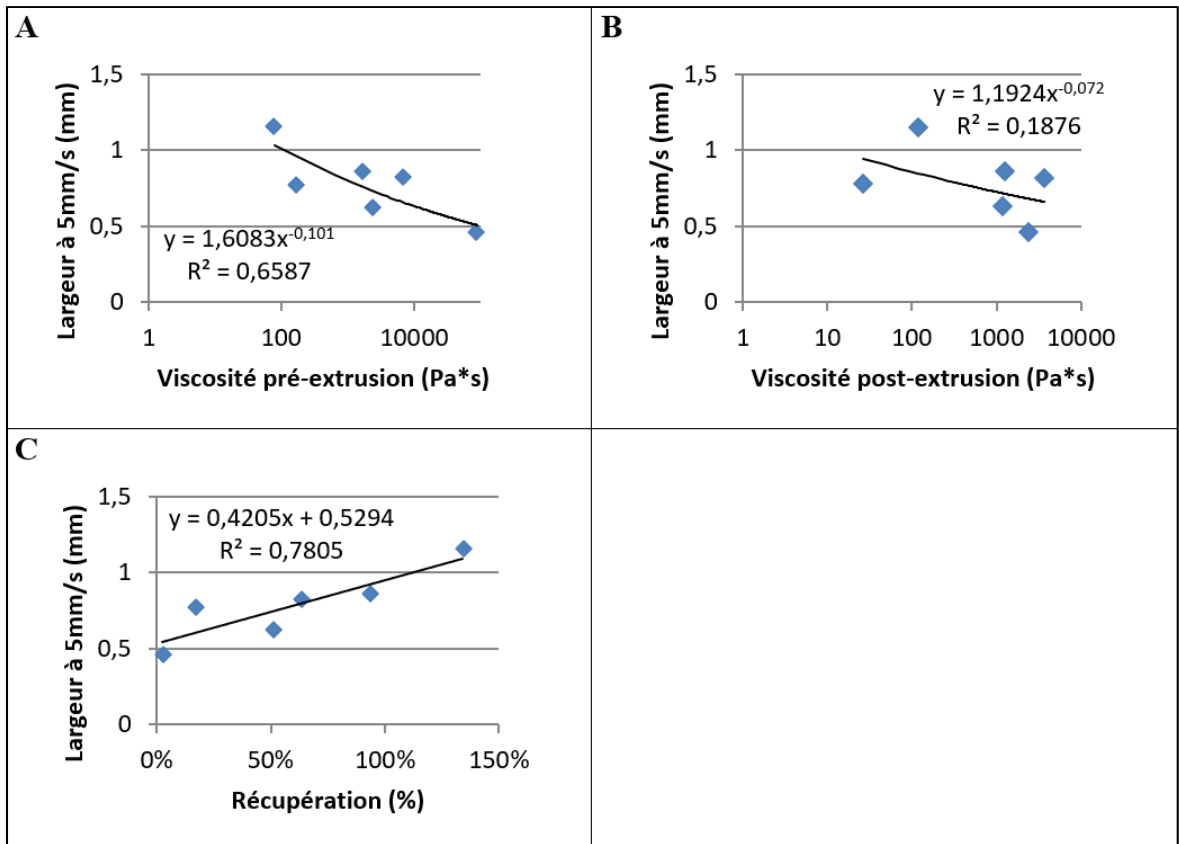 A
1,5
1
0,5
0
Largeur à 5mm/s (mm)
y = 1,6083x^-0,101
R² = 0,6587
1 100 10000
Viscosité pré-extrusion (Pa*s)
B
1,5
1
0,5
0
Largeur à 5mm/s (mm)
y = 1,1924x^-0,072
R² = 0,1876
1 10 100 1000 10000
Viscosité post-extrusion (Pa*s)
C
1,5
1
0,5
0
Largeur à 5mm/s (mm)
y = 0,4205x + 0,5294
R² = 0,7805
0% 50% 100% 150%
Récupération (%)